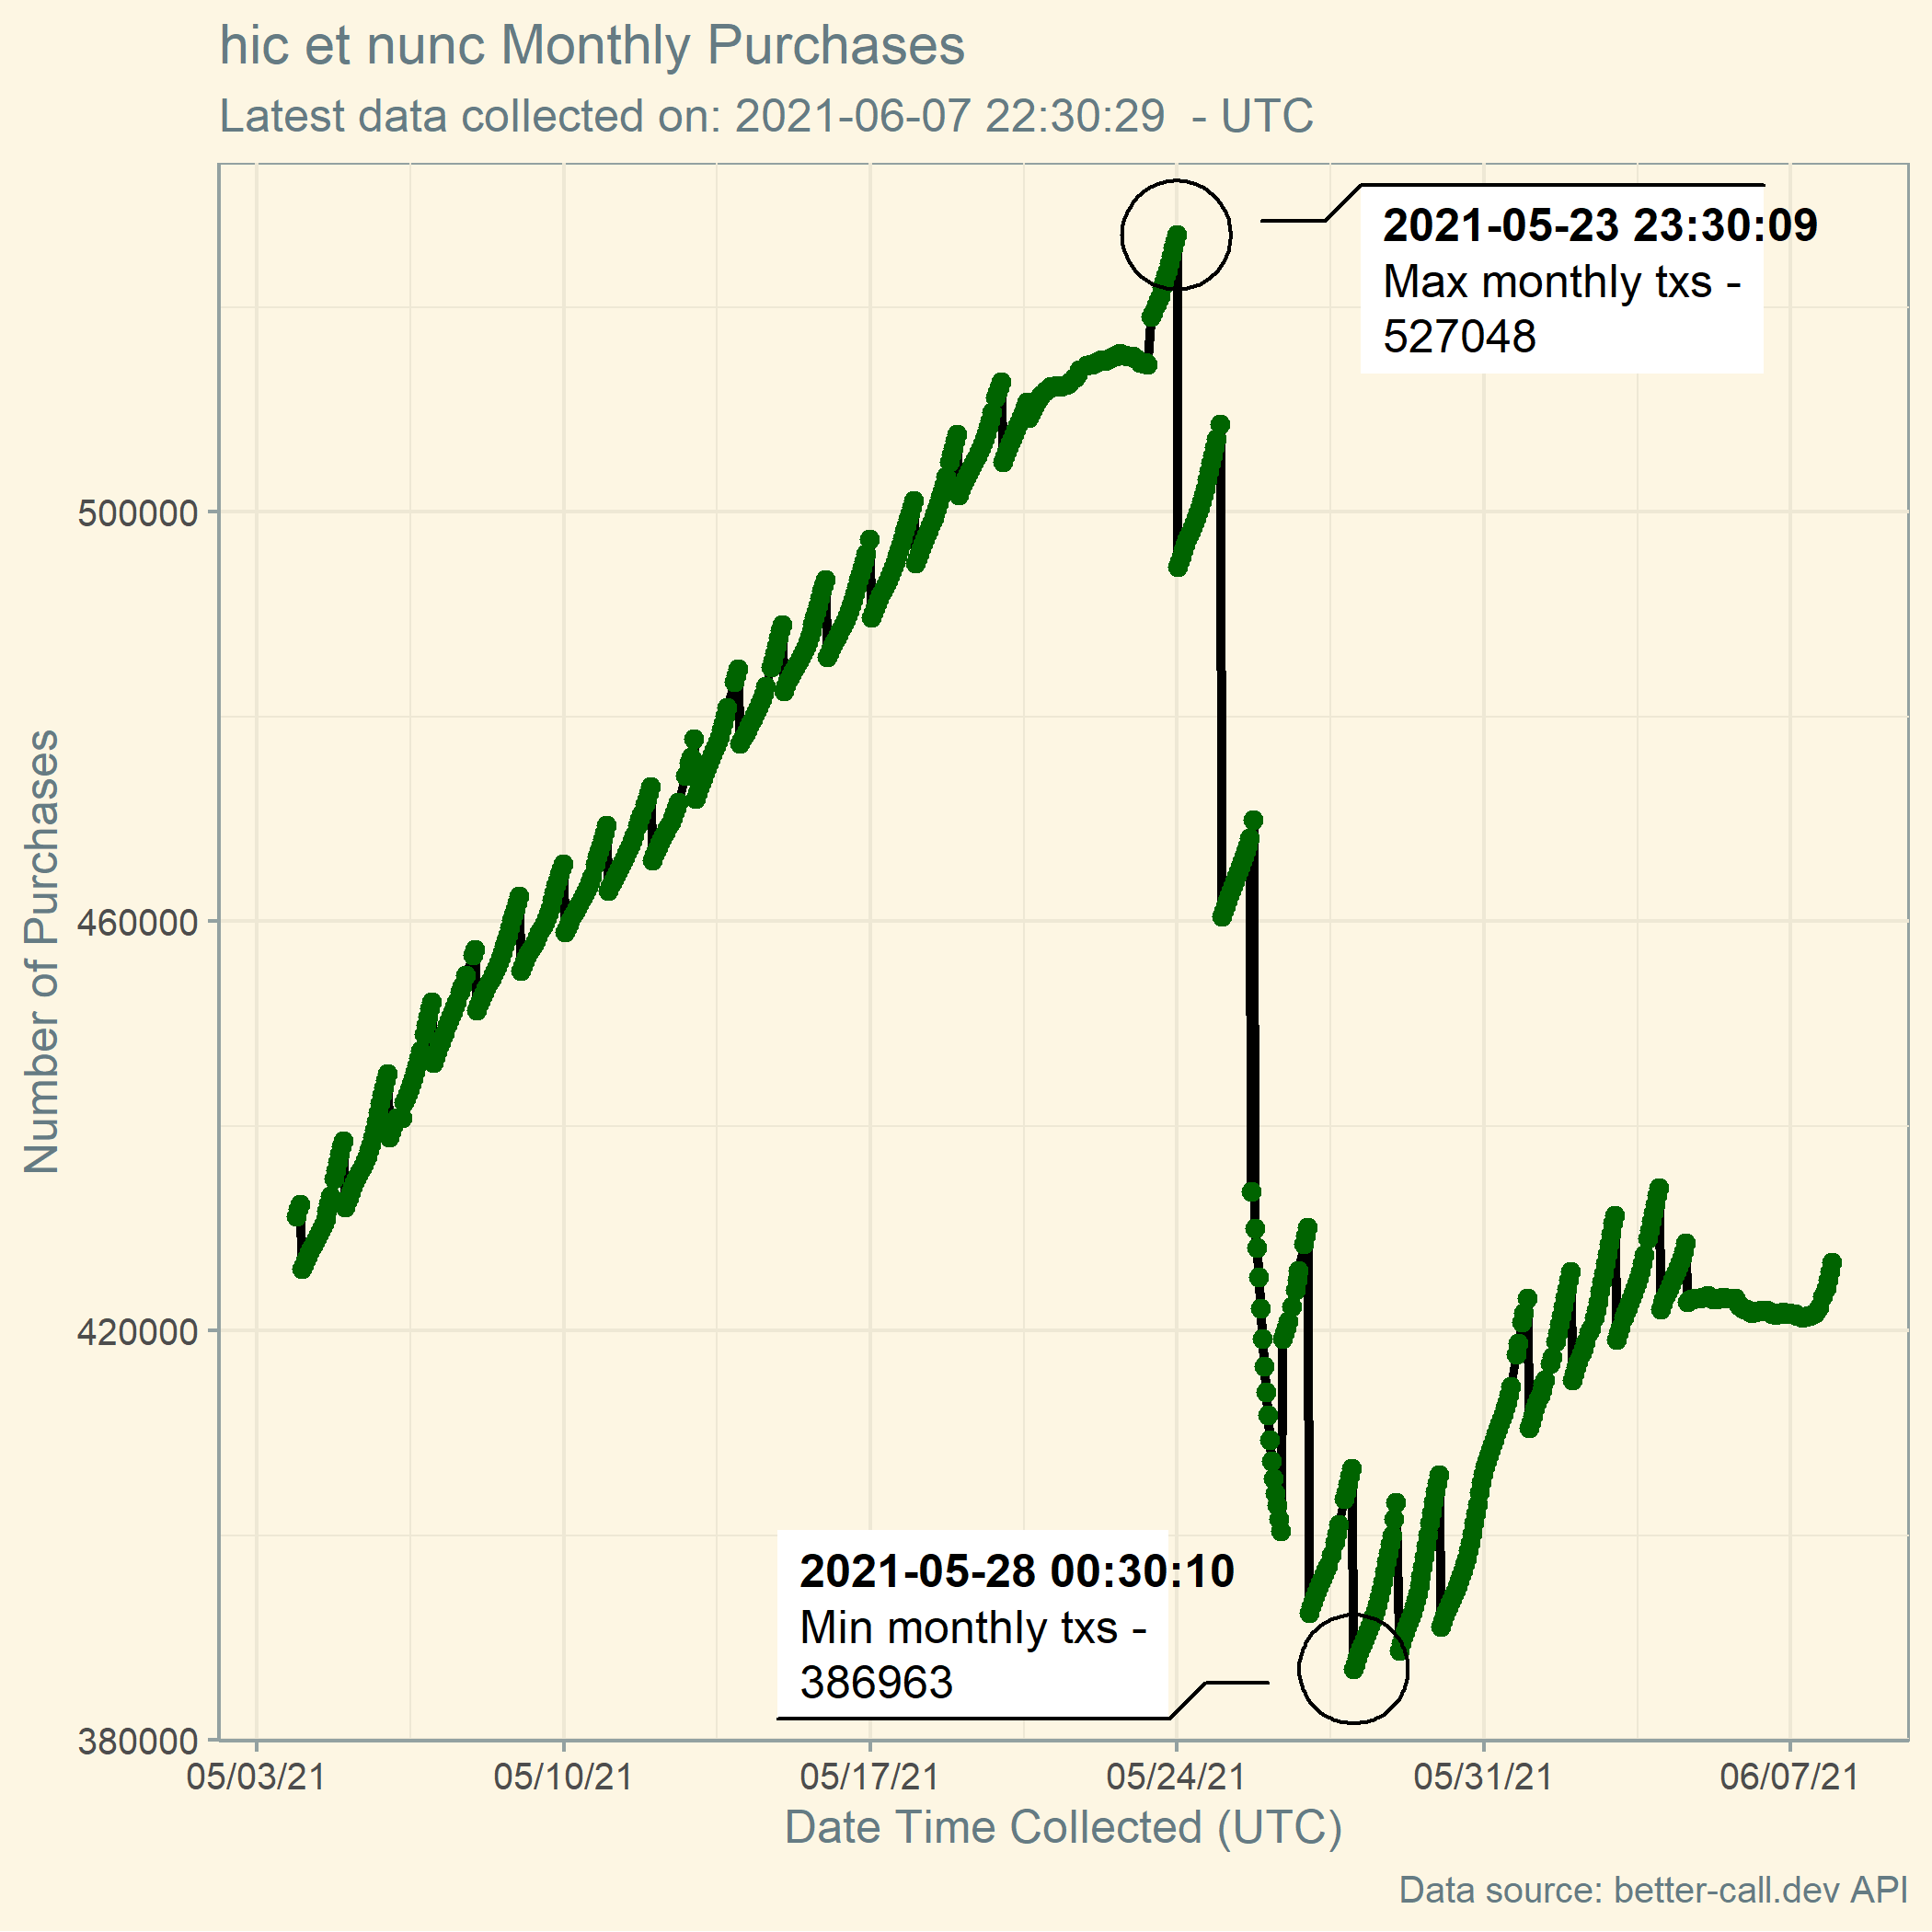 hic et nunc Monthly Purchases
Latest data collected on: 2021-06-07 22:30:29  - UTC
2021-05-23 23:30:09
Max monthly txs -
527048
500000
460000
420000
380000
Number of Purchases
2021-05-28 00:30:10
Min monthly txs -
386963
05/03/21 05/10/21 05/17/21 05/24/21 05/31/21 06/07/21
Date Time Collected (UTC)
Data source: better-call.dev API